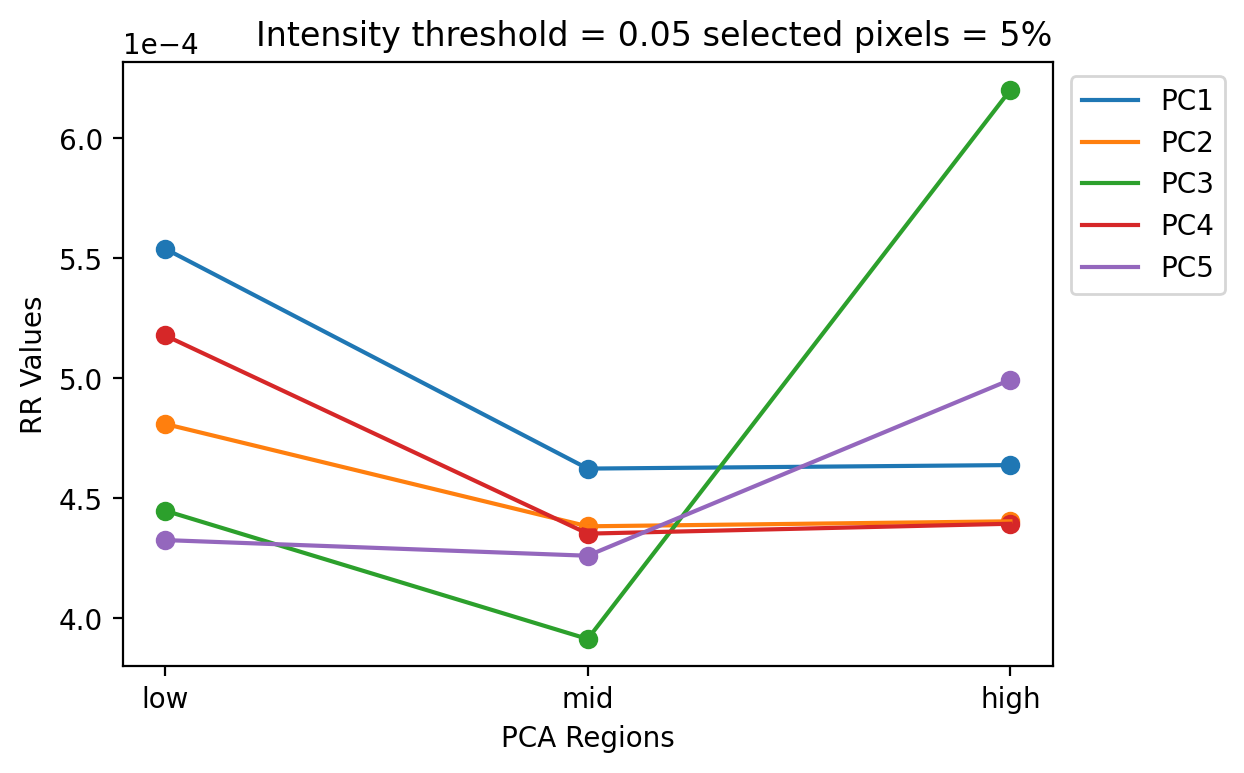 Intensity threshold = 0.05 selected pixels = 5%
1e−4
6.0
5.5
5.0
4.5
4.0
RR Values
low
mid
high
PCA Regions
PC1
PC2
PC3
PC4
PC5